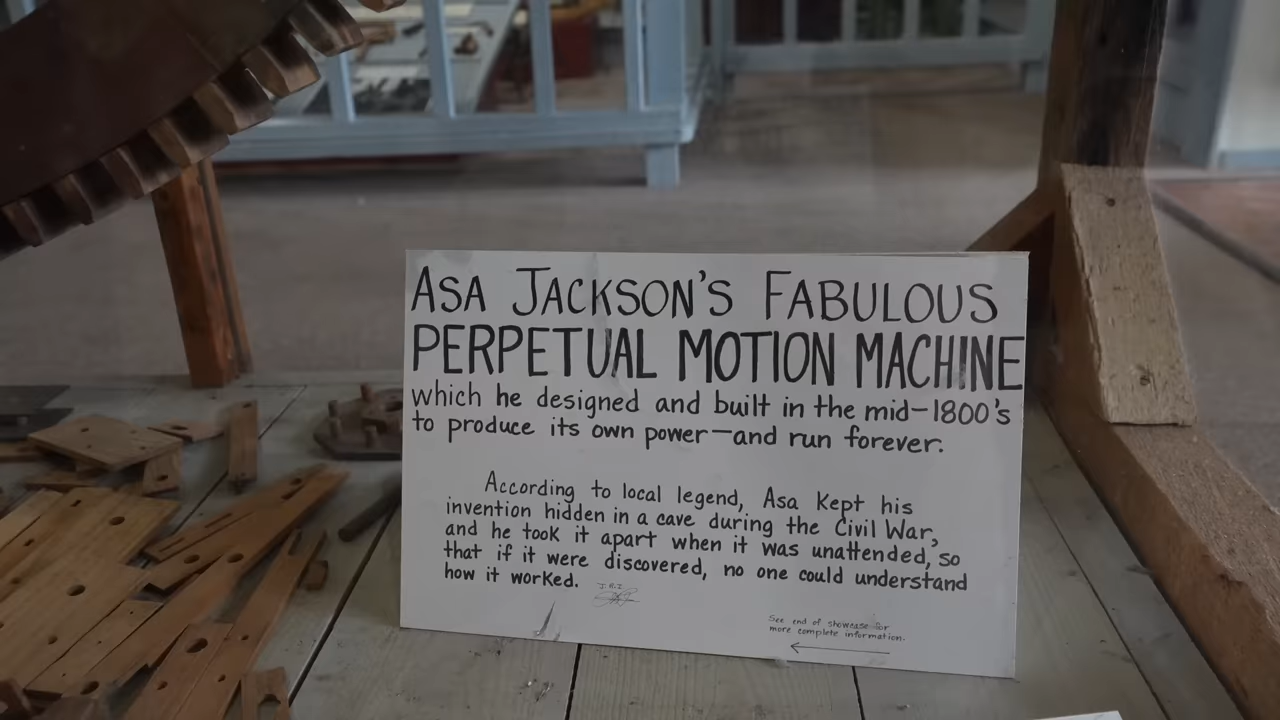 ASA JACKSON'S FABULOUS
PERPETUAL MOTION MACHINE
which he designed and built in the mid-1800's
to produce its own power—and run forever.
According to local legend, Asa kept his
invention hidden in a cave during the Civil War,
and he took it apart when it was unattended, so
that if it were discovered, no one could understand
how it worked.
See end of showcase for
more complete information.